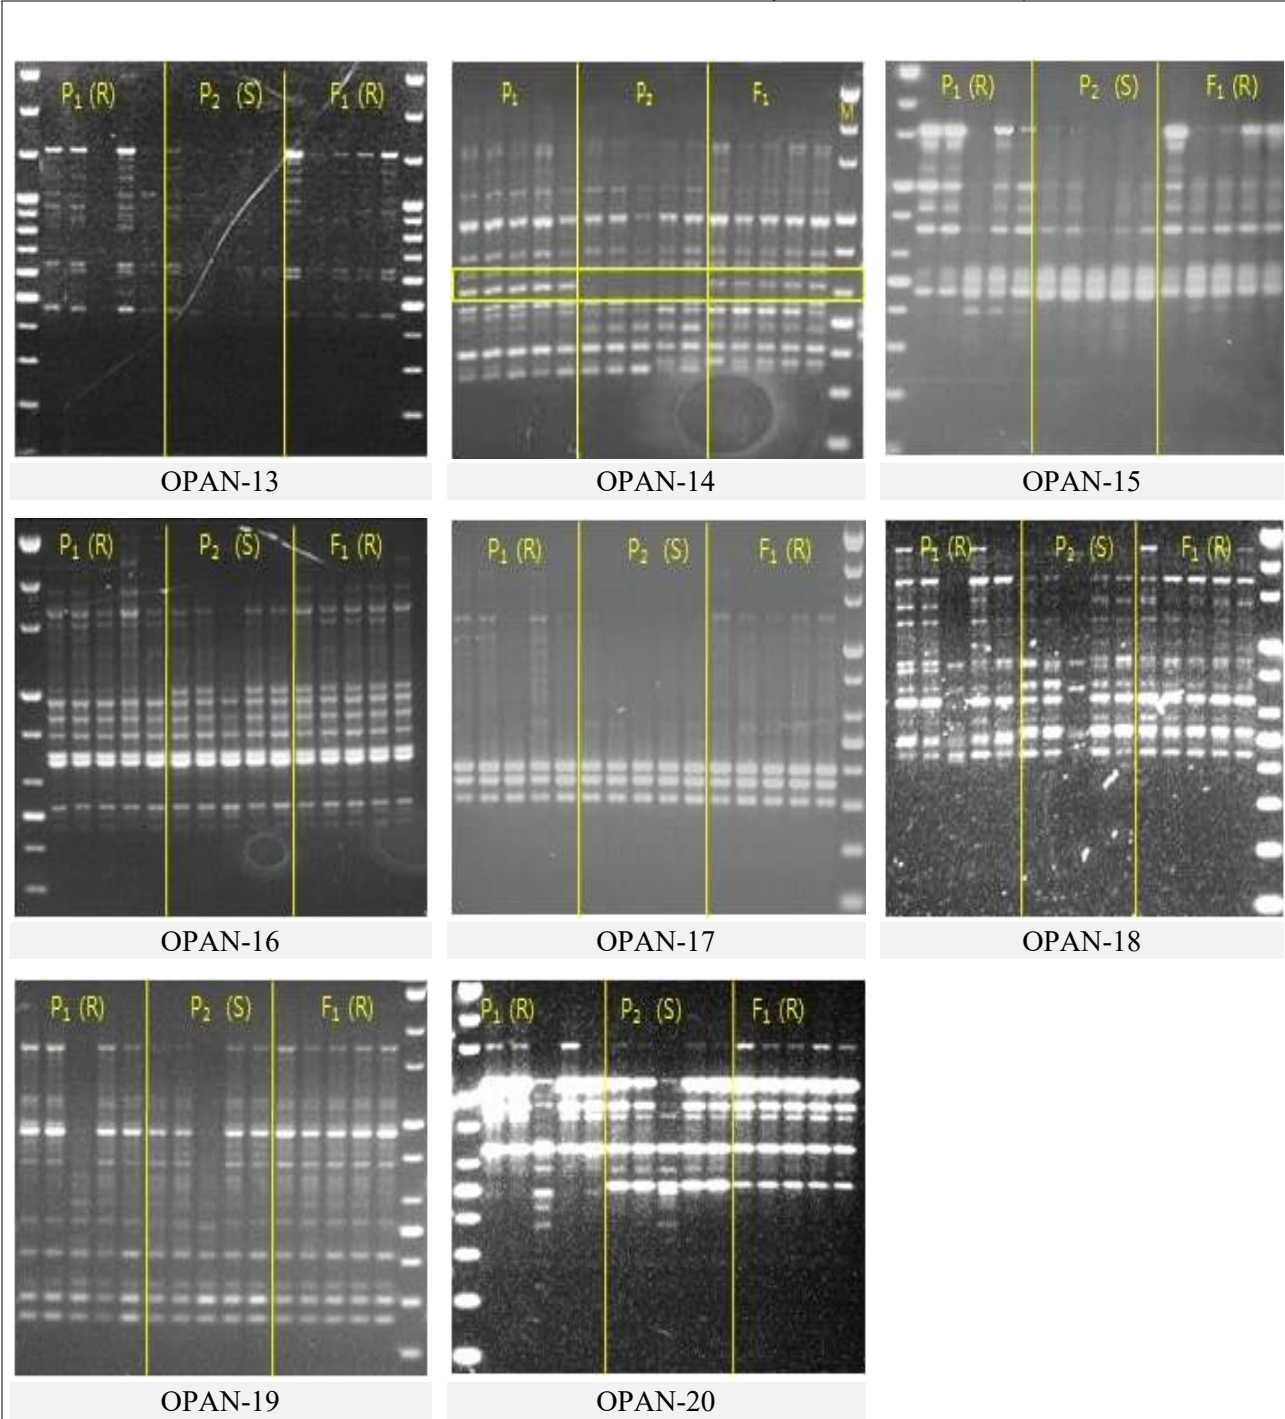 P₁ (R) P₂ (S) F₁ (R) P₁ P₂ F₁ M P₁ (R) P₂ (S) F₁ (R)
OPAN-13 OPAN-14 OPAN-15
P₁ (R) P₂ (S) F₁ (R) P₁ (R) P₂ (S) F₁ (R) P₁ (R) P₂ (S) F₁ (R)
OPAN-16 OPAN-17 OPAN-18
P₁ (R) P₂ (S) F₁ (R) P₁ (R) P₂ (S) F₁ (R)
OPAN-19 OPAN-20